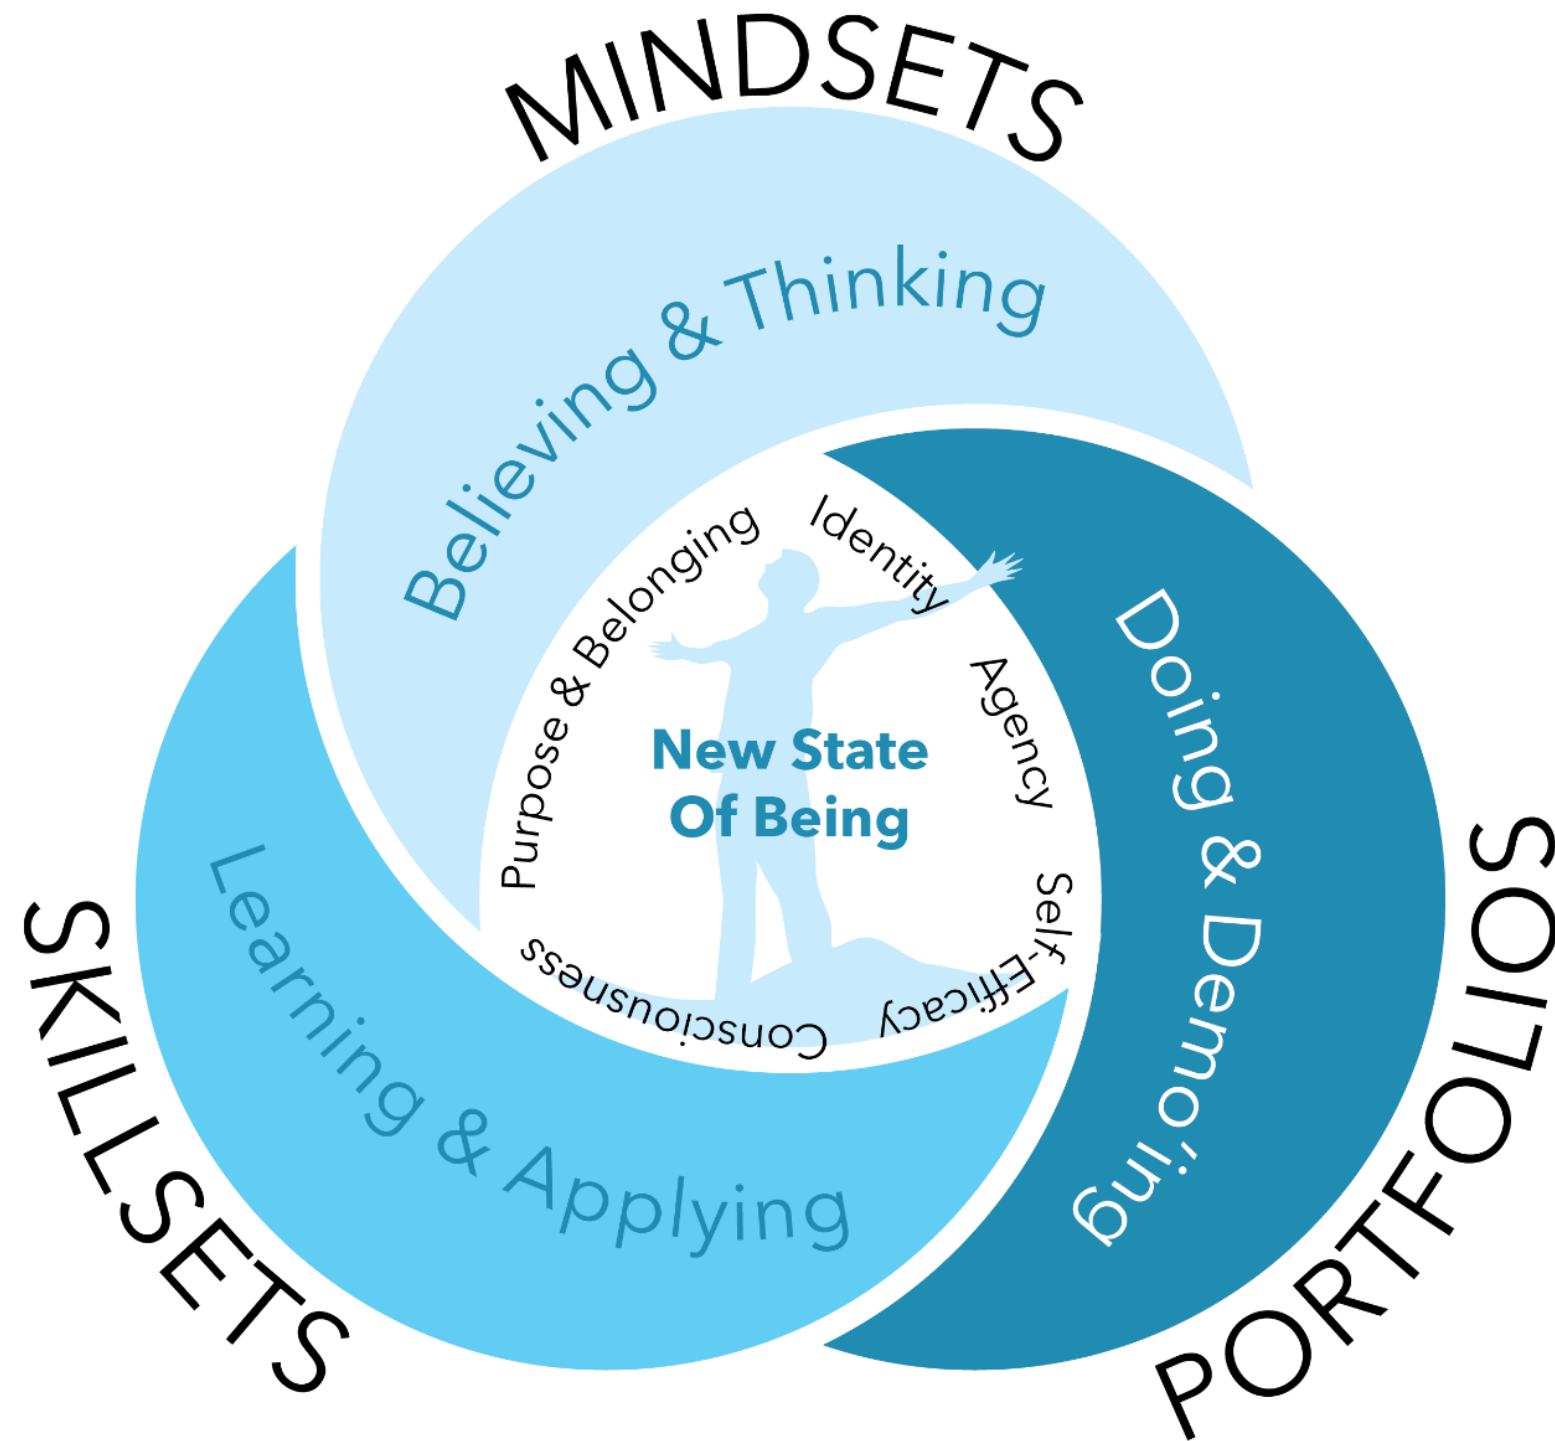 MINDSETS
Believing & Thinking
Identity
Purpose & Belonging
Agency
New State
Of Being
Self-Efficacy
Consciousness
Doing & Demo’ing
Learning & Applying
SKILLSETS
PORTFOLIOS